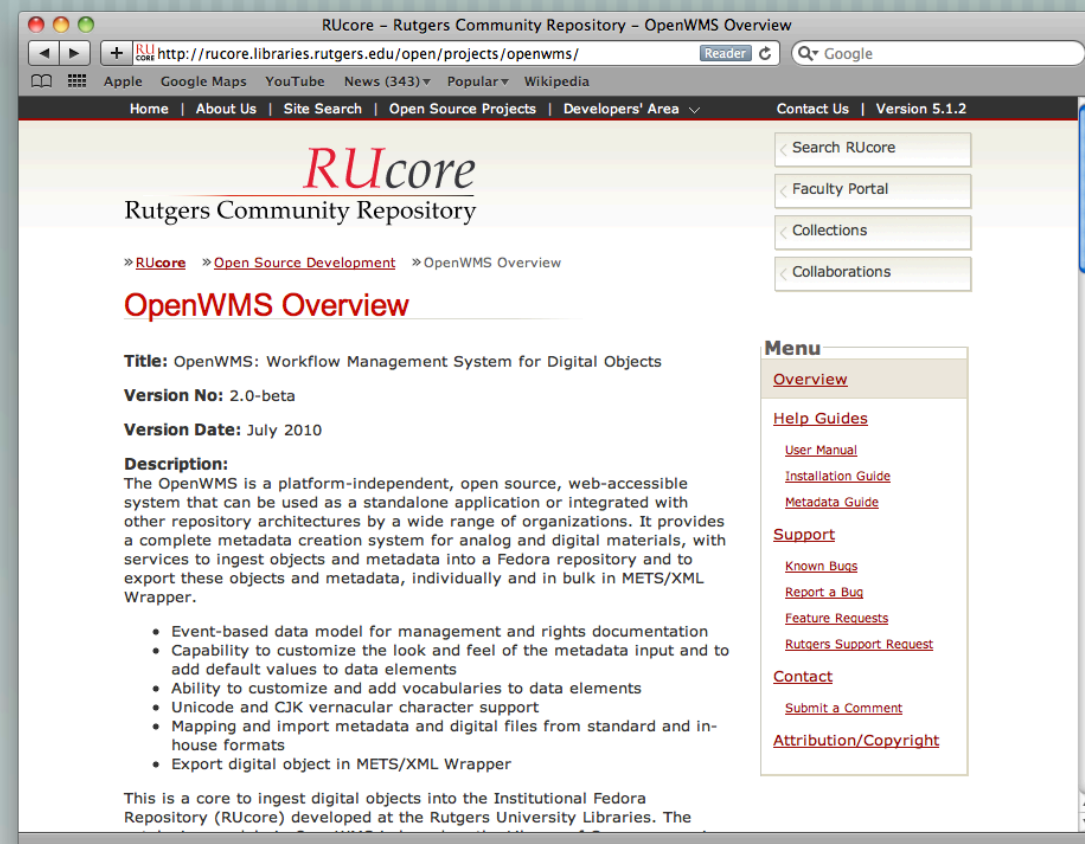 RUcore – Rutgers Community Repository – OpenWMS Overview
RU CORE http://rucore.libraries.rutgers.edu/open/projects/openwms/ Reader Google
Apple Google Maps YouTube News (343) Popular Wikipedia
Home | About Us | Site Search | Open Source Projects | Developers' Area Contact Us | Version 5.1.2
RUcore
Rutgers Community Repository
Search RUcore
Faculty Portal
Collections
Collaborations
» RUcore » Open Source Development » OpenWMS Overview
OpenWMS Overview
Title: OpenWMS: Workflow Management System for Digital Objects
Version No: 2.0-beta
Version Date: July 2010
Description:
The OpenWMS is a platform-independent, open source, web-accessible
system that can be used as a standalone application or integrated with
other repository architectures by a wide range of organizations. It provides
a complete metadata creation system for analog and digital materials, with
services to ingest objects and metadata into a Fedora repository and to
export these objects and metadata, individually and in bulk in METS/XML
Wrapper.
• Event-based data model for management and rights documentation
• Capability to customize the look and feel of the metadata input and to
add default values to data elements
• Ability to customize and add vocabularies to data elements
• Unicode and CJK vernacular character support
• Mapping and import metadata and digital files from standard and in-
house formats
• Export digital object in METS/XML Wrapper
This is a core to ingest digital objects into the Institutional Fedora
Repository (RUcore) developed at the Rutgers University Libraries. The
Menu
Overview
Help Guides
User Manual
Installation Guide
Metadata Guide
Support
Known Bugs
Report a Bug
Feature Requests
Rutgers Support Request
Contact
Submit a Comment
Attribution/Copyright